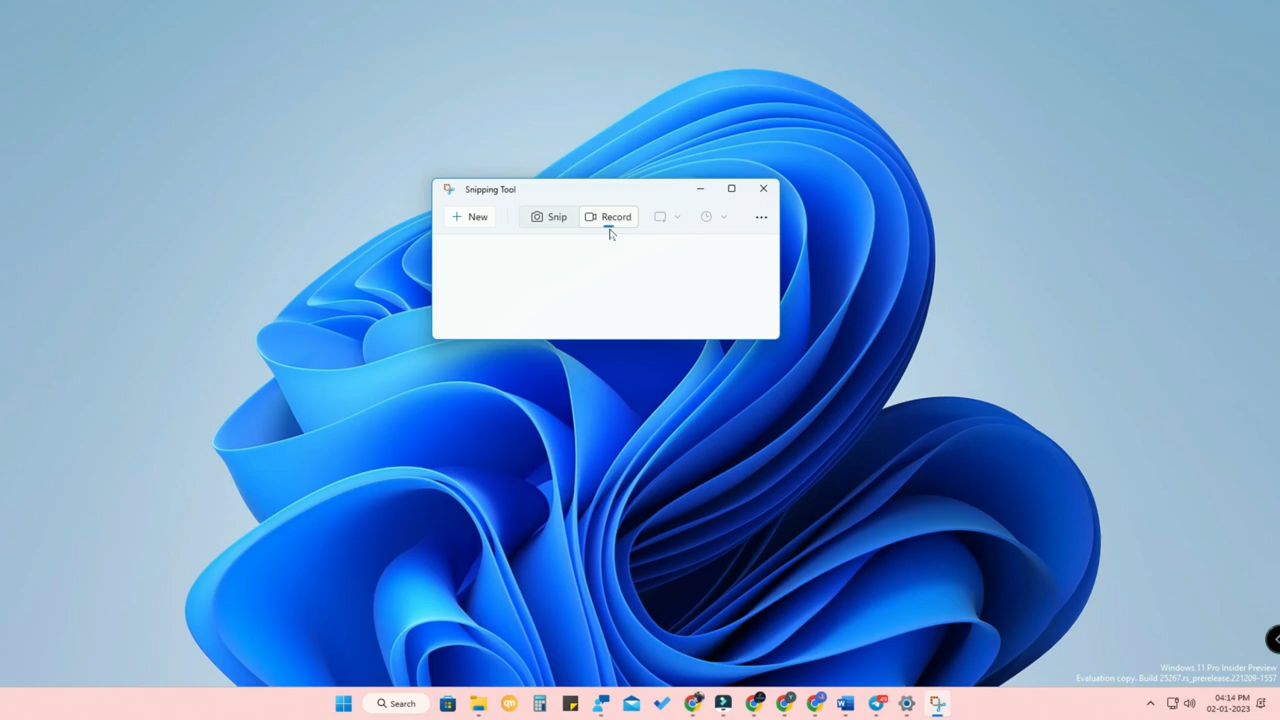 Snipping Tool
New
Snip
Record
Windows 11 Pro Insider Preview
Evaluation copy. Build 25267.rs_prerelease.221209-1557
Search
04:14 PM
02-01-2023